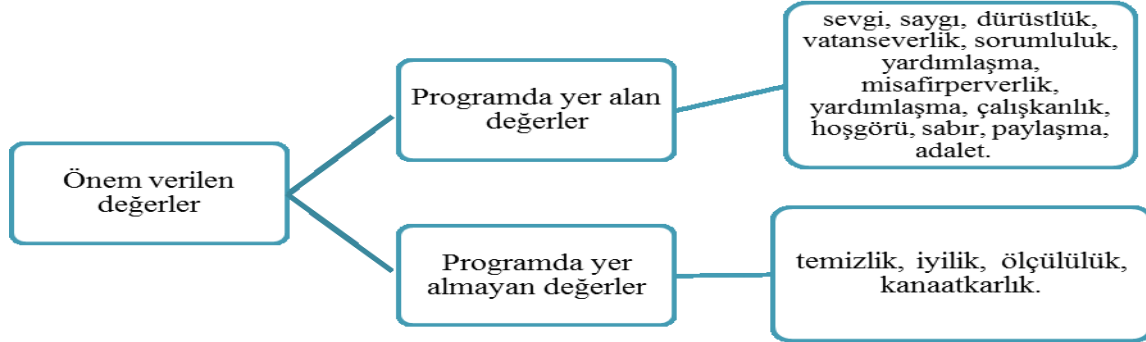 Önem verilen
değerler
Programda yer alan
değerler
sevgi, saygı, dürüstlük,
vatanseverlik, sorumluluk,
yardımlaşma,
misafirperverlik,
yardımlaşma, çalışkanlık,
hoşgörü, sabır, paylaşma,
adalet.
Programda yer
almayan değerler
temizlik, iyilik, ölçülülük,
kanaatkarlık.